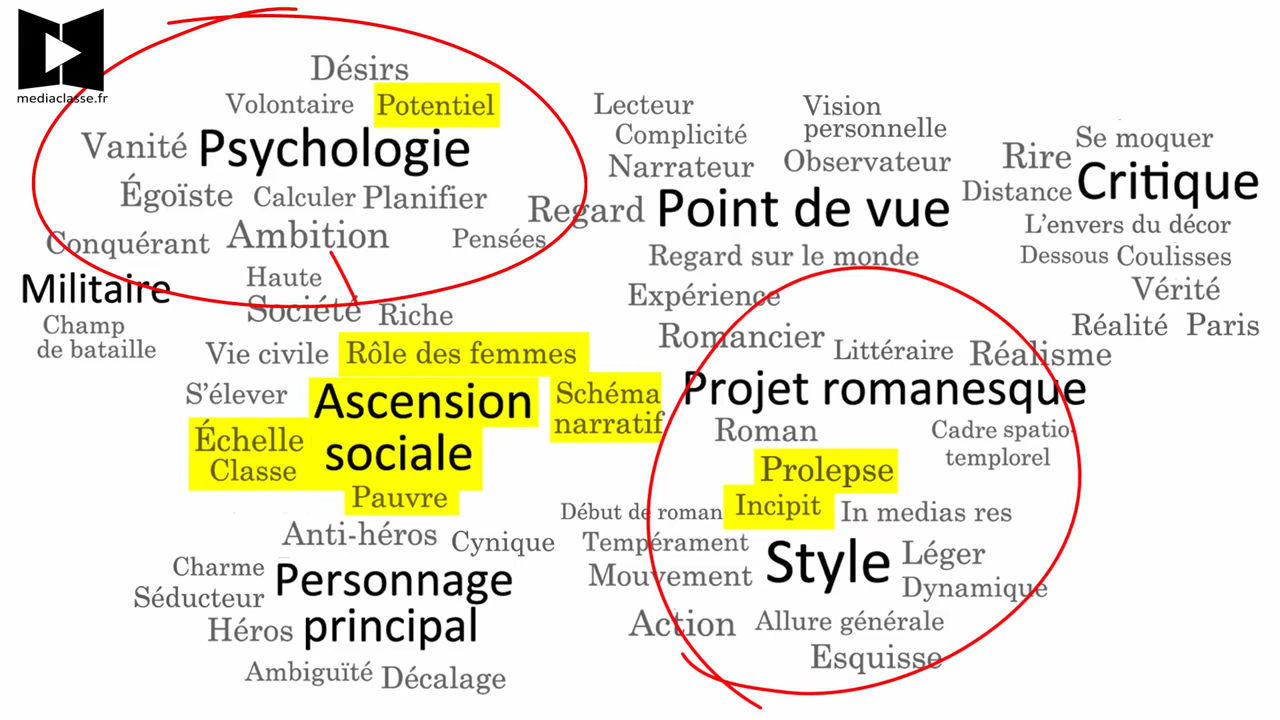 mediaclasse.fr
Désirs
Volontaire Potentiel
Vanité Psychologie
Égoïste Calculer Planifier
Conquérant Ambition Pensées
Militaire
Champ
de bataille
Haute
Société Riche
Vie civile Rôle des femmes
S'élever Ascension
sociale
Schéma
narratif
Échelle
Classe
Pauvre
Anti-héros Cynique
Charme
Séducteur
Personnage
principal
Héros
Ambiguïté Décalage
Lecteur
Complicité
Narrateur
Vision
personnelle
Observateur
Regard Point de vue
Regard sur le monde
Expérience
Romancier Littéraire Réalisme
Projet romanesque
Roman
Cadre spatio-
templorel
Prolepse
Début de roman Incipit In medias res
Tempérament
Mouvement
Style
Léger
Dynamique
Action Allure générale
Esquisse
Se moquer
Rire
Distance
Critique
L'envers du décor
Dessous Coulisses
Vérité
Réalité Paris